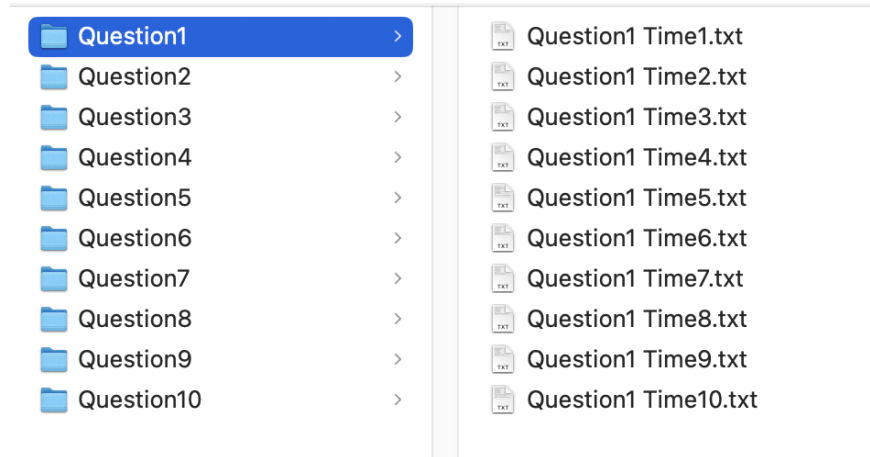 Question1
Question2
Question3
Question4
Question5
Question6
Question7
Question8
Question9
Question10
Question1 Time1.txt
Question1 Time2.txt
Question1 Time3.txt
Question1 Time4.txt
Question1 Time5.txt
Question1 Time6.txt
Question1 Time7.txt
Question1 Time8.txt
Question1 Time9.txt
Question1 Time10.txt